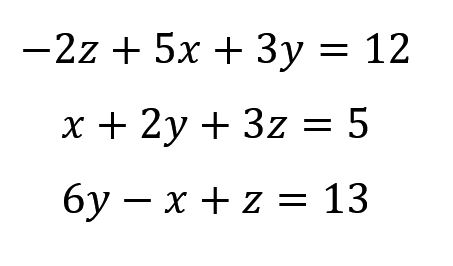 −2z + 5x + 3y = 12
x + 2y + 3z = 5
6y − x + z = 13